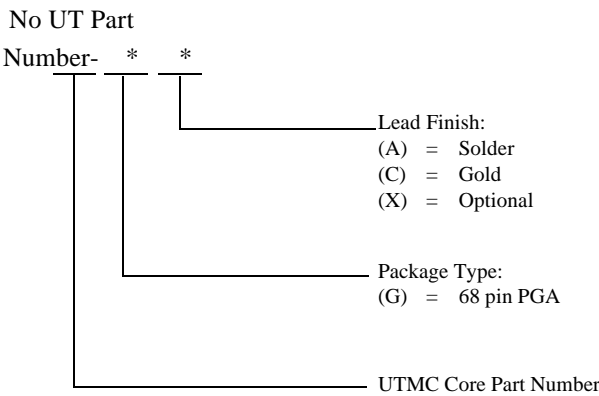 No UT Part
Number- * *
Lead Finish:
(A) = Solder
(C) = Gold
(X) = Optional
Package Type:
(G) = 68 pin PGA
UTMC Core Part Number